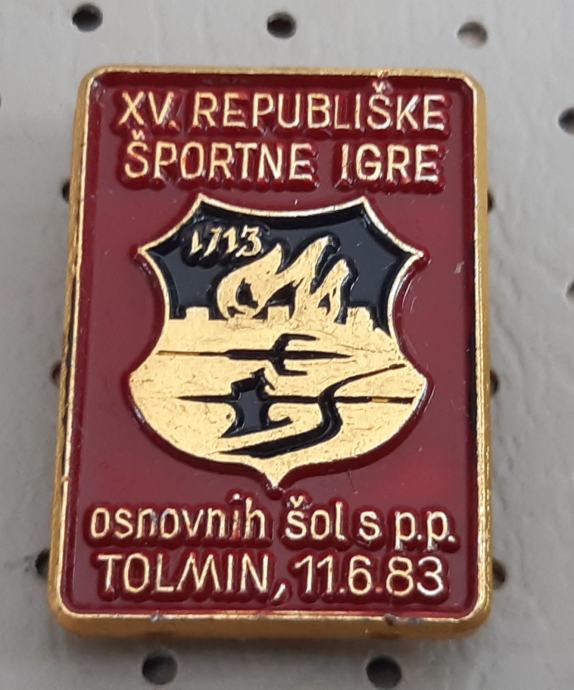 XV. REPUBLIŠKE
ŠPORTNE IGRE
1713
osnovnih šol s p.p.
TOLMIN, 11.6.83